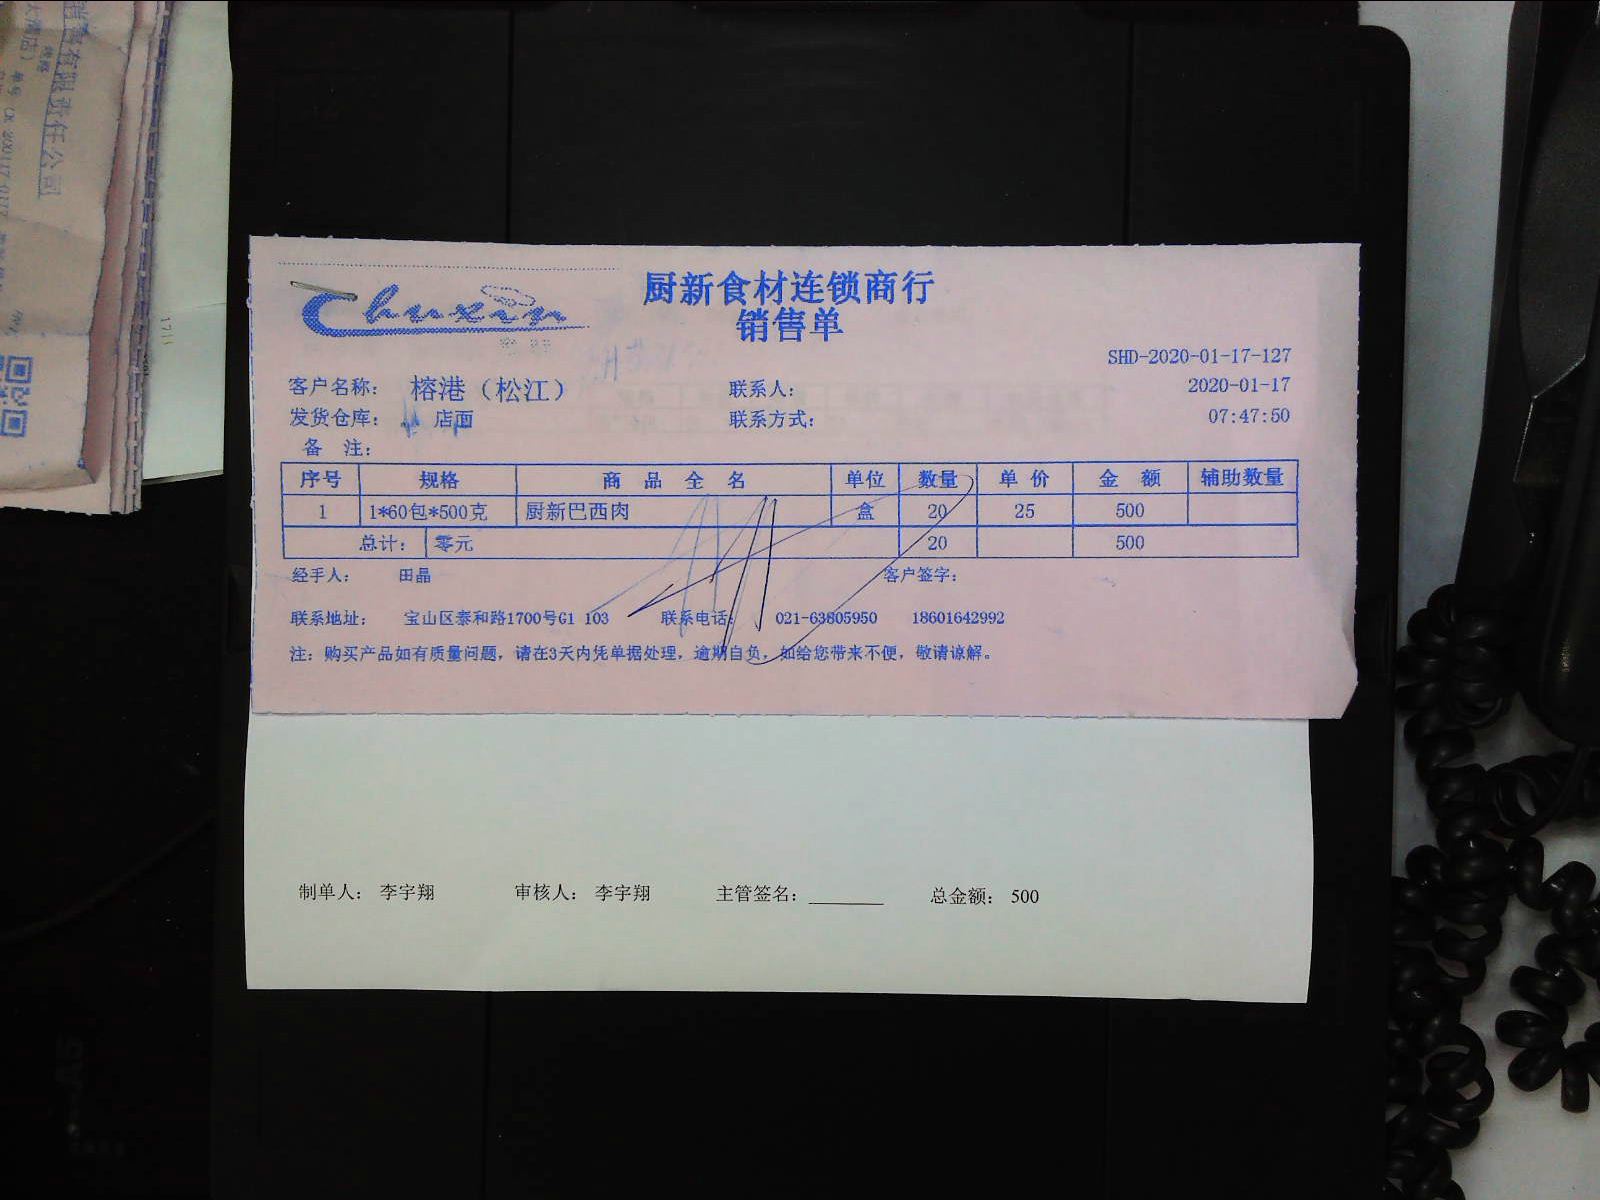 Chuxin
厨新食材连锁商行
销售单
SHD-2020-01-17-127
客户名称： 榕港（松江） 联系人： 2020-01-17
发货仓库： 店面 联系方式： 07:47:50
备 注：
序号 规格 商 品 全 名 单位 数量 单 价 金 额 辅助数量
1 1*60包*500克 厨新巴西肉 盒 20 25 500
总计： 零元 20 500
经手人： 田晶 客户签字：
联系地址： 宝山区泰和路1700号G1 103 联系电话： 021-63805950 18601642992
注：购买产品如有质量问题，请在3天内凭单据处理，逾期自负，如给您带来不便，敬请谅解。
制单人： 李宇翔 审核人： 李宇翔 主管签名：________ 总金额： 500
销售有限责任公司